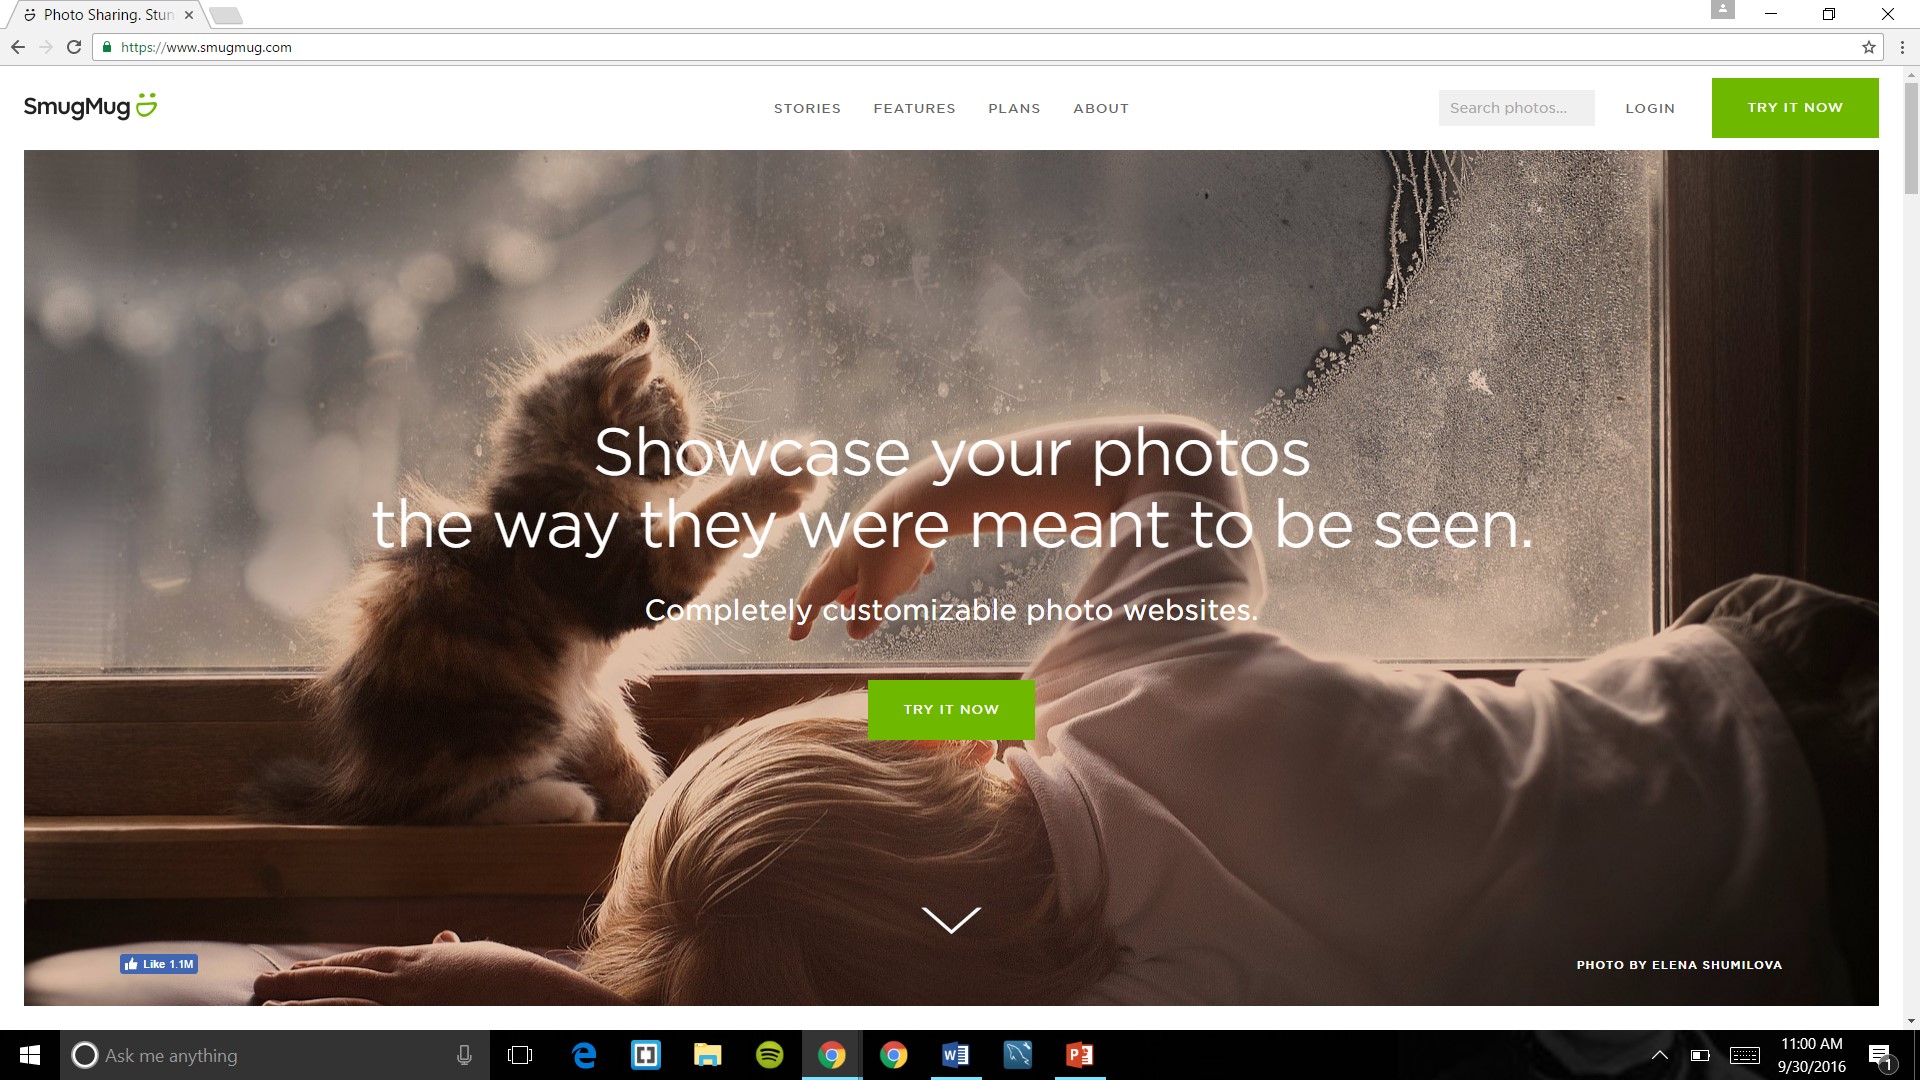 Photo Sharing. Stun
https://www.smugmug.com
SmugMug
STORIES
FEATURES
PLANS
ABOUT
Search photos...
LOGIN
TRY IT NOW
Showcase your photos
the way they were meant to be seen.
Completely customizable photo websites.
TRY IT NOW
Like 1.1M
PHOTO BY ELENA SHUMILOVA
Ask me anything
11:00 AM
9/30/2016
1